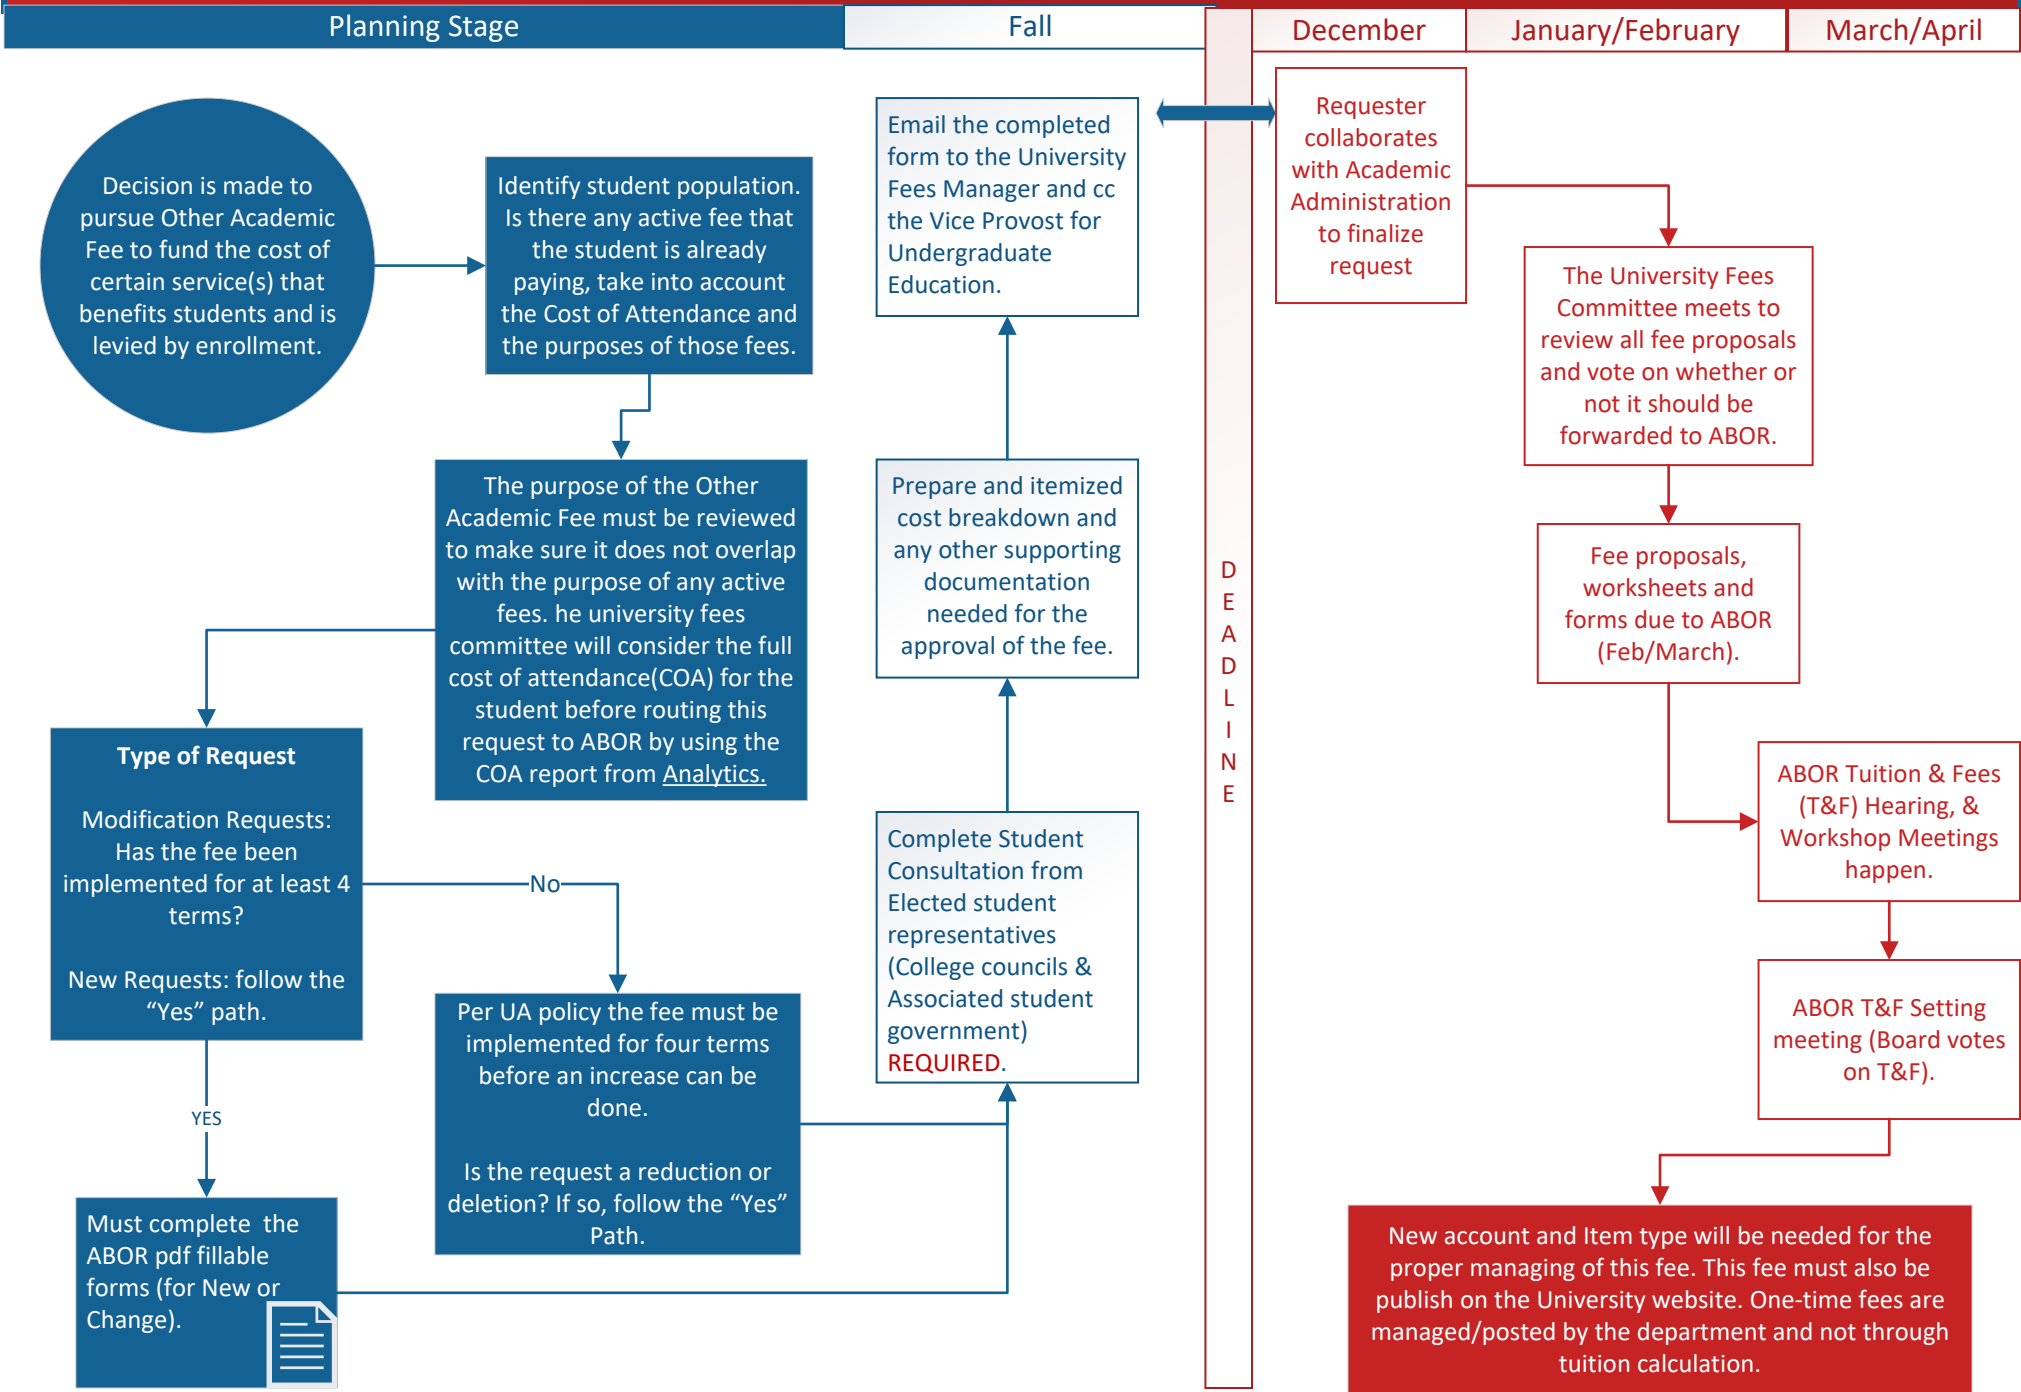 Planning Stage
Fall
December
January/February
March/April
Decision is made to
pursue Other Academic
Fee to fund the cost of
certain service(s) that
benefits students and is
levied by enrollment.
Identify student population.
Is there any active fee that
the student is already
paying, take into account
the Cost of Attendance and
the purposes of those fees.
The purpose of the Other
Academic Fee must be reviewed
to make sure it does not overlap
with the purpose of any active
fees. he university fees
committee will consider the full
cost of attendance(COA) for the
student before routing this
request to ABOR by using the
COA report from Analytics.
Type of Request
Modification Requests:
Has the fee been
implemented for at least 4
terms?
New Requests: follow the
“Yes” path.
No
YES
Per UA policy the fee must be
implemented for four terms
before an increase can be
done.
Is the request a reduction or
deletion? If so, follow the “Yes”
Path.
Must complete  the
ABOR pdf fillable
forms (for New or
Change).
Email the completed
form to the University
Fees Manager and cc
the Vice Provost for
Undergraduate
Education.
Prepare and itemized
cost breakdown and
any other supporting
documentation
needed for the
approval of the fee.
Complete Student
Consultation from
Elected student
representatives
(College councils &
Associated student
government)
REQUIRED.
D
E
A
D
L
I
N
E
Requester
collaborates
with Academic
Administration
to finalize
request
The University Fees
Committee meets to
review all fee proposals
and vote on whether or
not it should be
forwarded to ABOR.
Fee proposals,
worksheets and
forms due to ABOR
(Feb/March).
ABOR Tuition & Fees
(T&F) Hearing, &
Workshop Meetings
happen.
ABOR T&F Setting
meeting (Board votes
on T&F).
New account and Item type will be needed for the
proper managing of this fee. This fee must also be
publish on the University website. One-time fees are
managed/posted by the department and not through
tuition calculation.